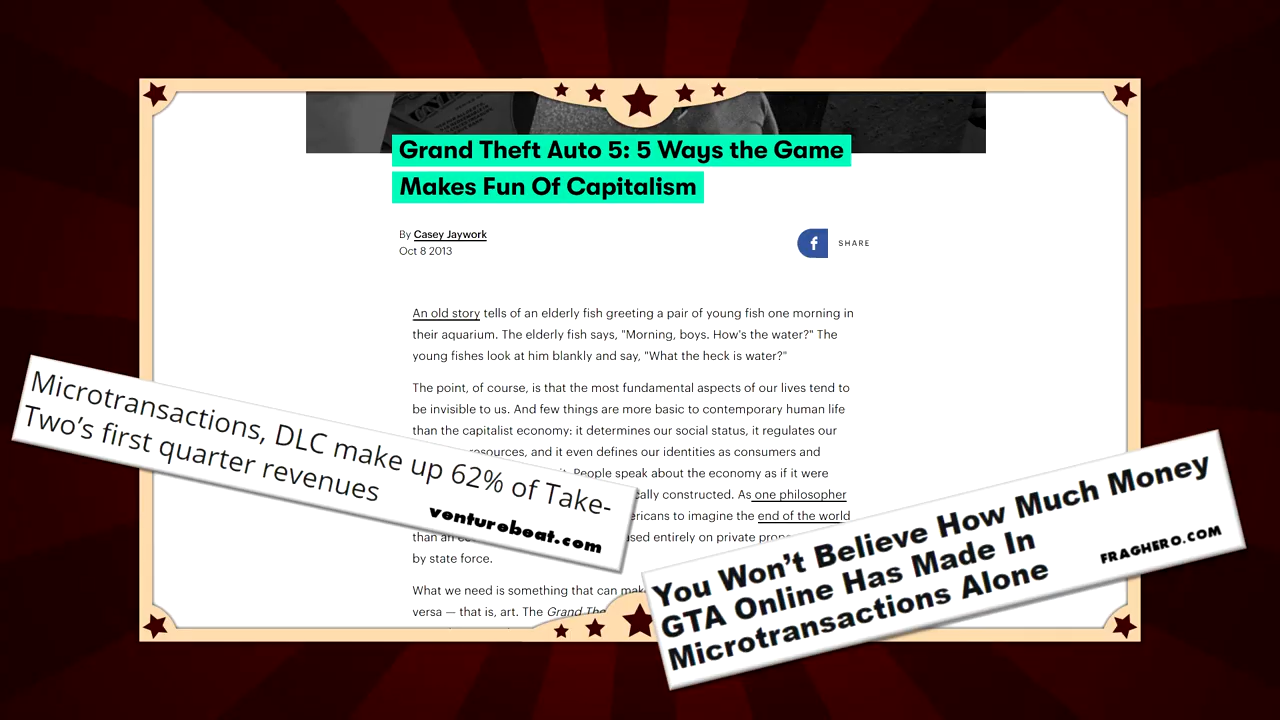 Grand Theft Auto 5: 5 Ways the Game
Makes Fun Of Capitalism
By Casey Jaywork
Oct 8 2013
f SHARE
An old story tells of an elderly fish greeting a pair of young fish one morning in
their aquarium. The elderly fish says, "Morning, boys. How's the water?" The
young fishes look at him blankly and say, "What the heck is water?"
The point, of course, is that the most fundamental aspects of our lives tend to
be invisible to us. And few things are more basic to contemporary human life
than the capitalist economy: it determines our social status, it regulates our
resources, and it even defines our identities as consumers and
People speak about the economy as if it were
constructed. As one philosopher
to imagine the end of the world
than an based entirely on private
by state force.
What we need is something that can
versa — that is, art. The Grand
Microtransactions, DLC make up 62% of Take-
Two's first quarter revenues
venturebeat.com
You Won't Believe How Much Money
GTA Online Has Made In
Microtransactions Alone
FRAGHERO.COM